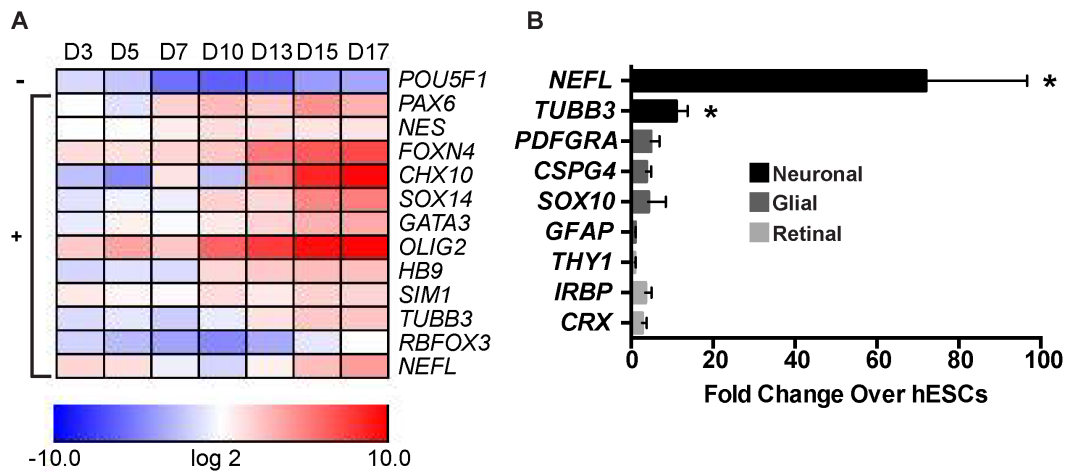 A
D3 D5 D7 D10 D13 D15 D17
- POU5F1
+
PAX6
NES
FOXN4
CHX10
SOX14
GATA3
OLIG2
HB9
SIM1
TUBB3
RBFOX3
NEFL
-10.0 log 2 10.0
B
NEFL *
TUBB3 *
PDFGRA
CSPG4
SOX10
GFAP
THY1
IRBP
CRX
Neuronal
Glial
Retinal
0 20 40 60 80 100
Fold Change Over hESCs